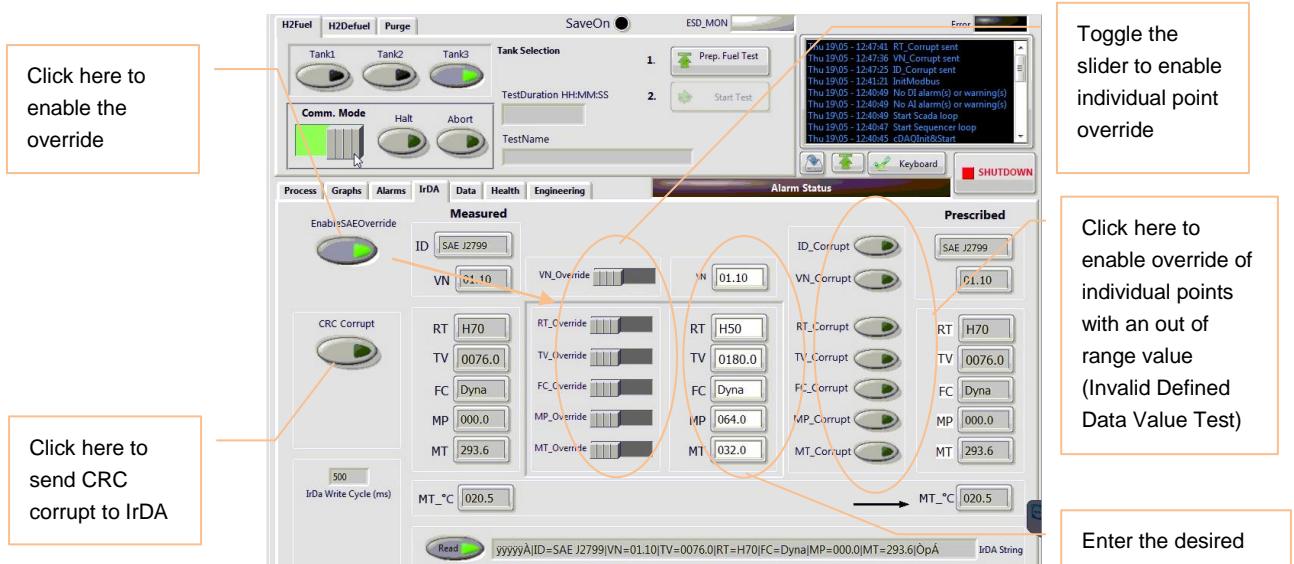 Click here to
enable the
override
Click here to
send CRC
corrupt to IrDA
H2Fuel H2Defuel Purge
SaveOn
ESD_MON
Error
Tank1 Tank2 Tank3
Tank Selection
1. Prep. Fuel Test
TestDuration HH:MM:SS
2. Start Test
Comm. Mode
Halt
Abort
TestName
Thu 19\05 - 12:47:41 RT_Corrupt sent
Thu 19\05 - 12:47:36 VN_Corrupt sent
Thu 19\05 - 12:47:25 ID_Corrupt sent
Thu 19\05 - 12:41:21 InitModbus
Thu 19\05 - 12:40:49 No DI alarm(s) or warning(s)
Thu 19\05 - 12:40:49 No AI alarm(s) or warning(s)
Thu 19\05 - 12:40:49 Start Scada loop
Thu 19\05 - 12:40:47 Start Sequencer loop
Thu 19\05 - 12:40:45 cDAQInit&Start
Keyboard
SHUTDOWN
Process Graphs Alarms IrDA Data Health Engineering
Alarm Status
EnableSAEOverride
Measured
Prescribed
ID SAE J2799
ID_Corrupt
SAE J2799
VN 01.10
VN_Override
VN 01.10
VN_Corrupt
01.10
CRC Corrupt
RT H70
RT_Override
RT H50
RT_Corrupt
RT H70
TV 0076.0
TV_Override
TV 0180.0
TV_Corrupt
TV 0076.0
FC Dyna
FC_Override
FC Dyna
FC_Corrupt
FC Dyna
MP 000.0
MP_Override
MP 064.0
MP_Corrupt
MP 000.0
MT 293.6
MT_Override
MT 032.0
MT_Corrupt
MT 293.6
500
IrDa Write Cycle (ms)
MT_°C 020.5
MT_°C 020.5
Read
ÿÿÿÿÿÀ|ID=SAE J2799|VN=01.10|TV=0076.0|RT=H70|FC=Dyna|MP=000.0|MT=293.6|ÒpÁ
IrDA String
Toggle the
slider to enable
individual point
override
Click here to
enable override of
individual points
with an out of
range value
(Invalid Defined
Data Value Test)
Enter the desired